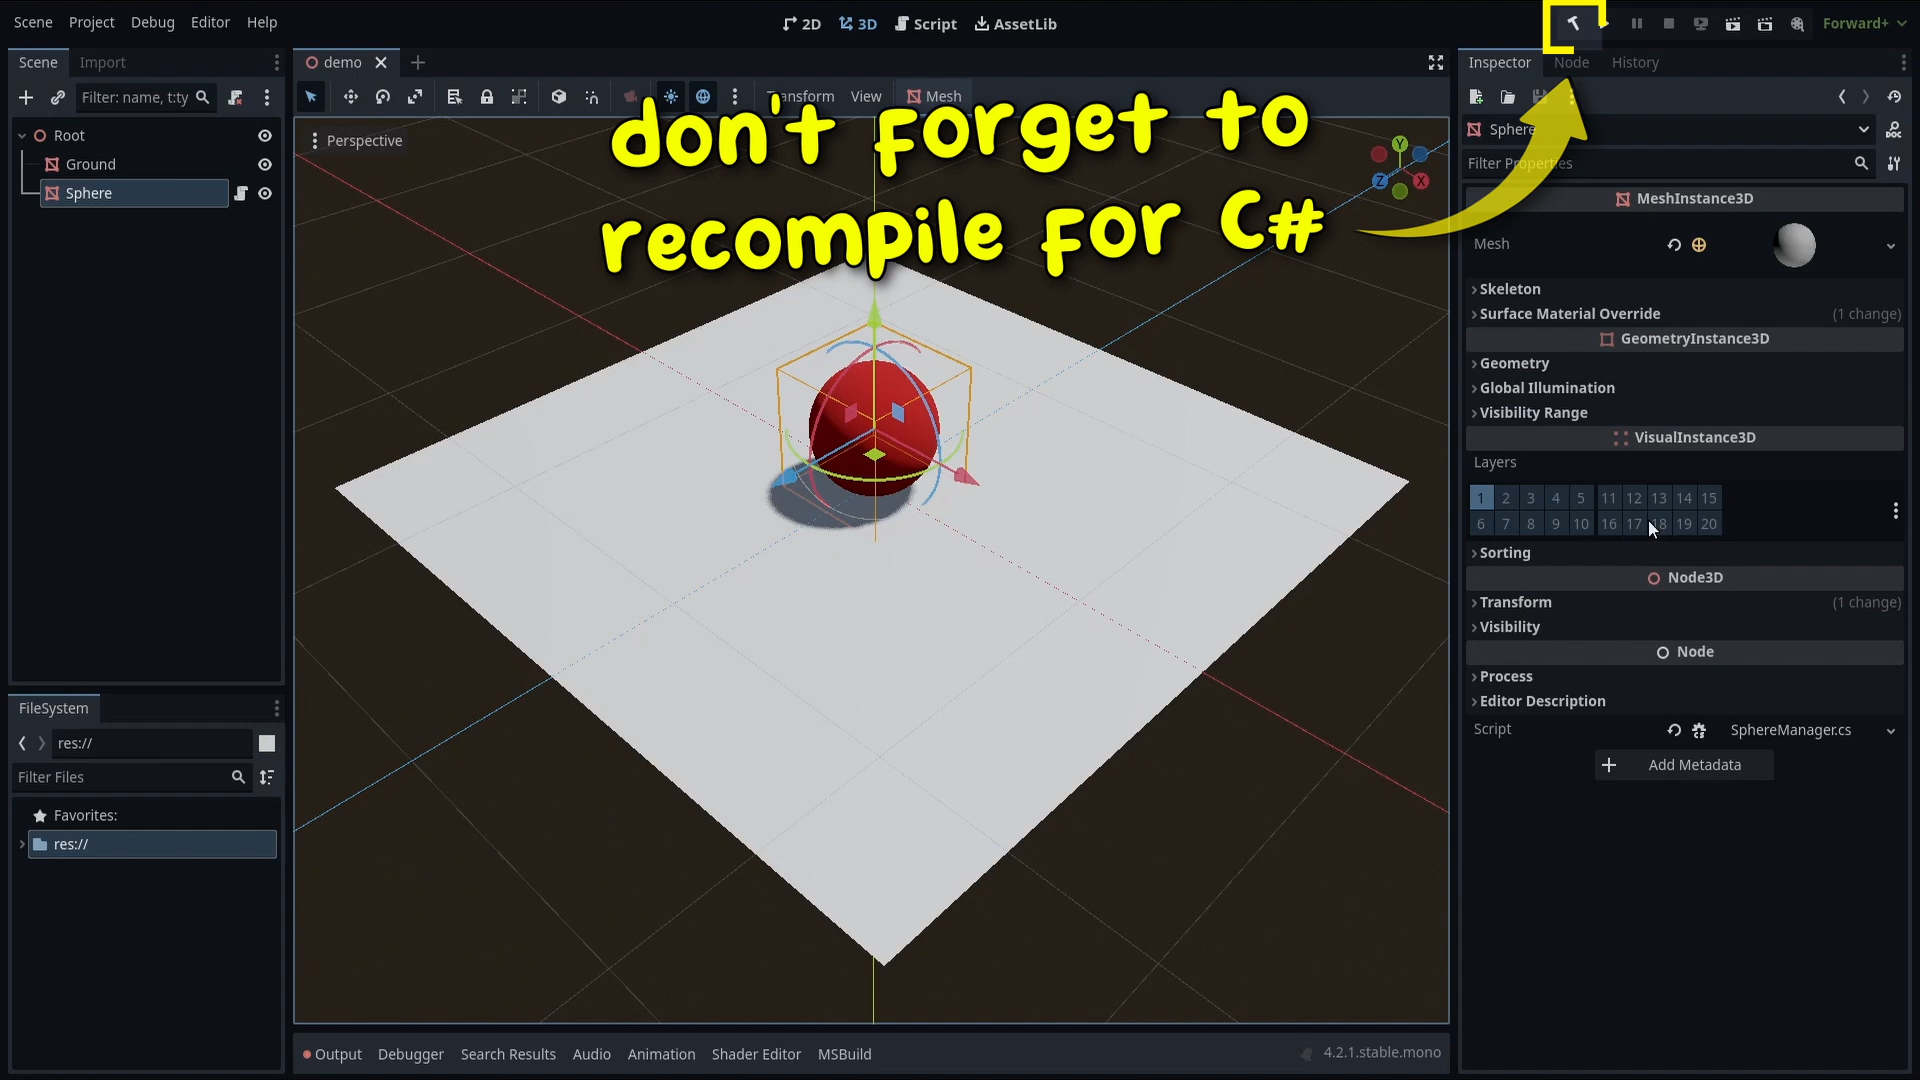 Scene Project Debug Editor Help
2D 3D Script AssetLib
Forward+
Scene Import
Filter: name, t:ty
Root
Ground
Sphere
demo
Transform View Mesh
Perspective
don't forget to
recompile for C#
Y
Z X
Inspector Node History
Sphere
Filter Properties
MeshInstance3D
Mesh
Skeleton
Surface Material Override (1 change)
GeometryInstance3D
Geometry
Global Illumination
Visibility Range
VisualInstance3D
Layers
1 2 3 4 5 11 12 13 14 15
6 7 8 9 10 16 17 18 19 20
Sorting
Node3D
Transform (1 change)
Visibility
Node
Process
Editor Description
Script SphereManager.cs
Add Metadata
FileSystem
res://
Filter Files
Favorites:
res://
Output Debugger Search Results Audio Animation Shader Editor MSBuild
4.2.1.stable.mono